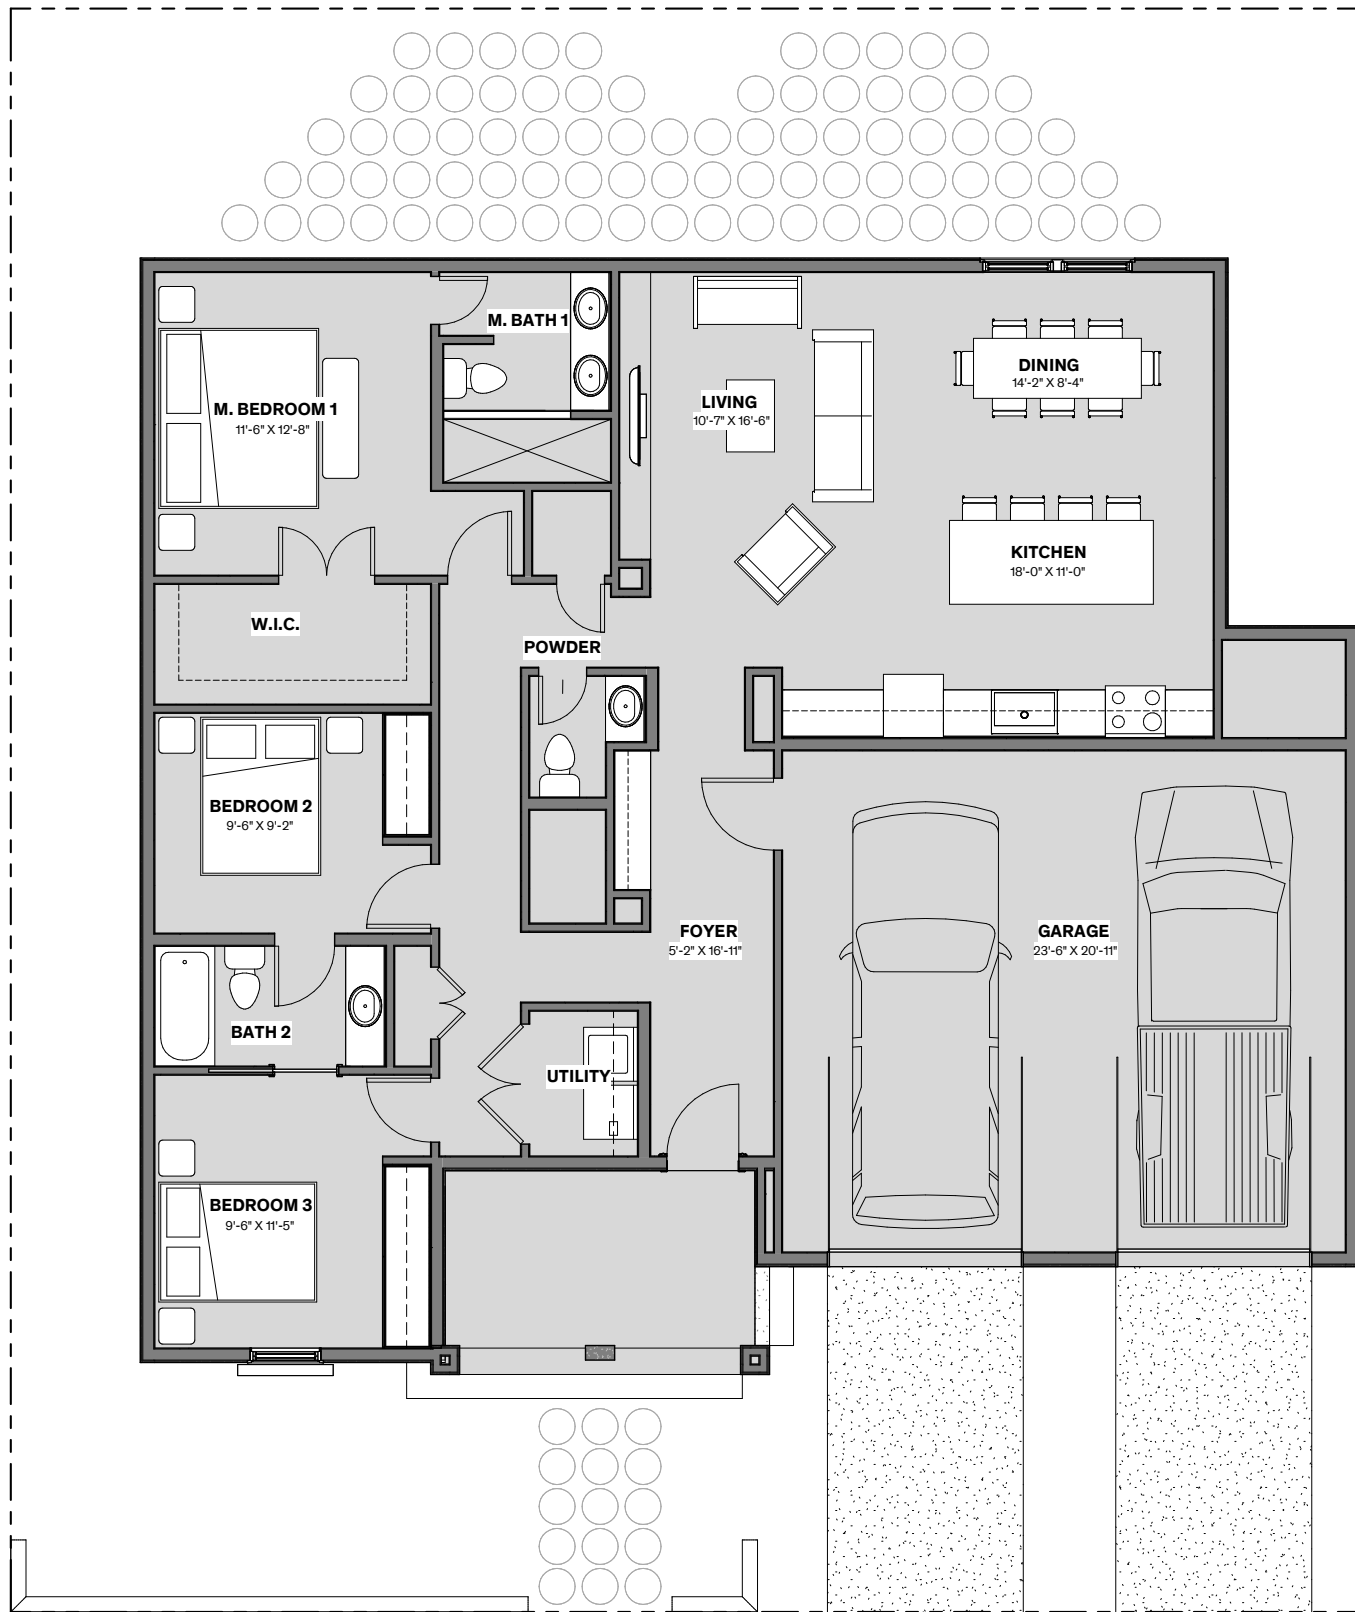 M. BATH 1
M. BEDROOM 1
11'-6" X 12'-8"
LIVING
10'-7" X 16'-6"
DINING
14'-2" X 8'-4"
KITCHEN
18'-0" X 11'-0"
W.I.C.
POWDER
BEDROOM 2
9'-6" X 9'-2"
FOYER
5'-2" X 16'-11"
GARAGE
23'-6" X 20'-11"
BATH 2
UTILITY
BEDROOM 3
9'-6" X 11'-5"